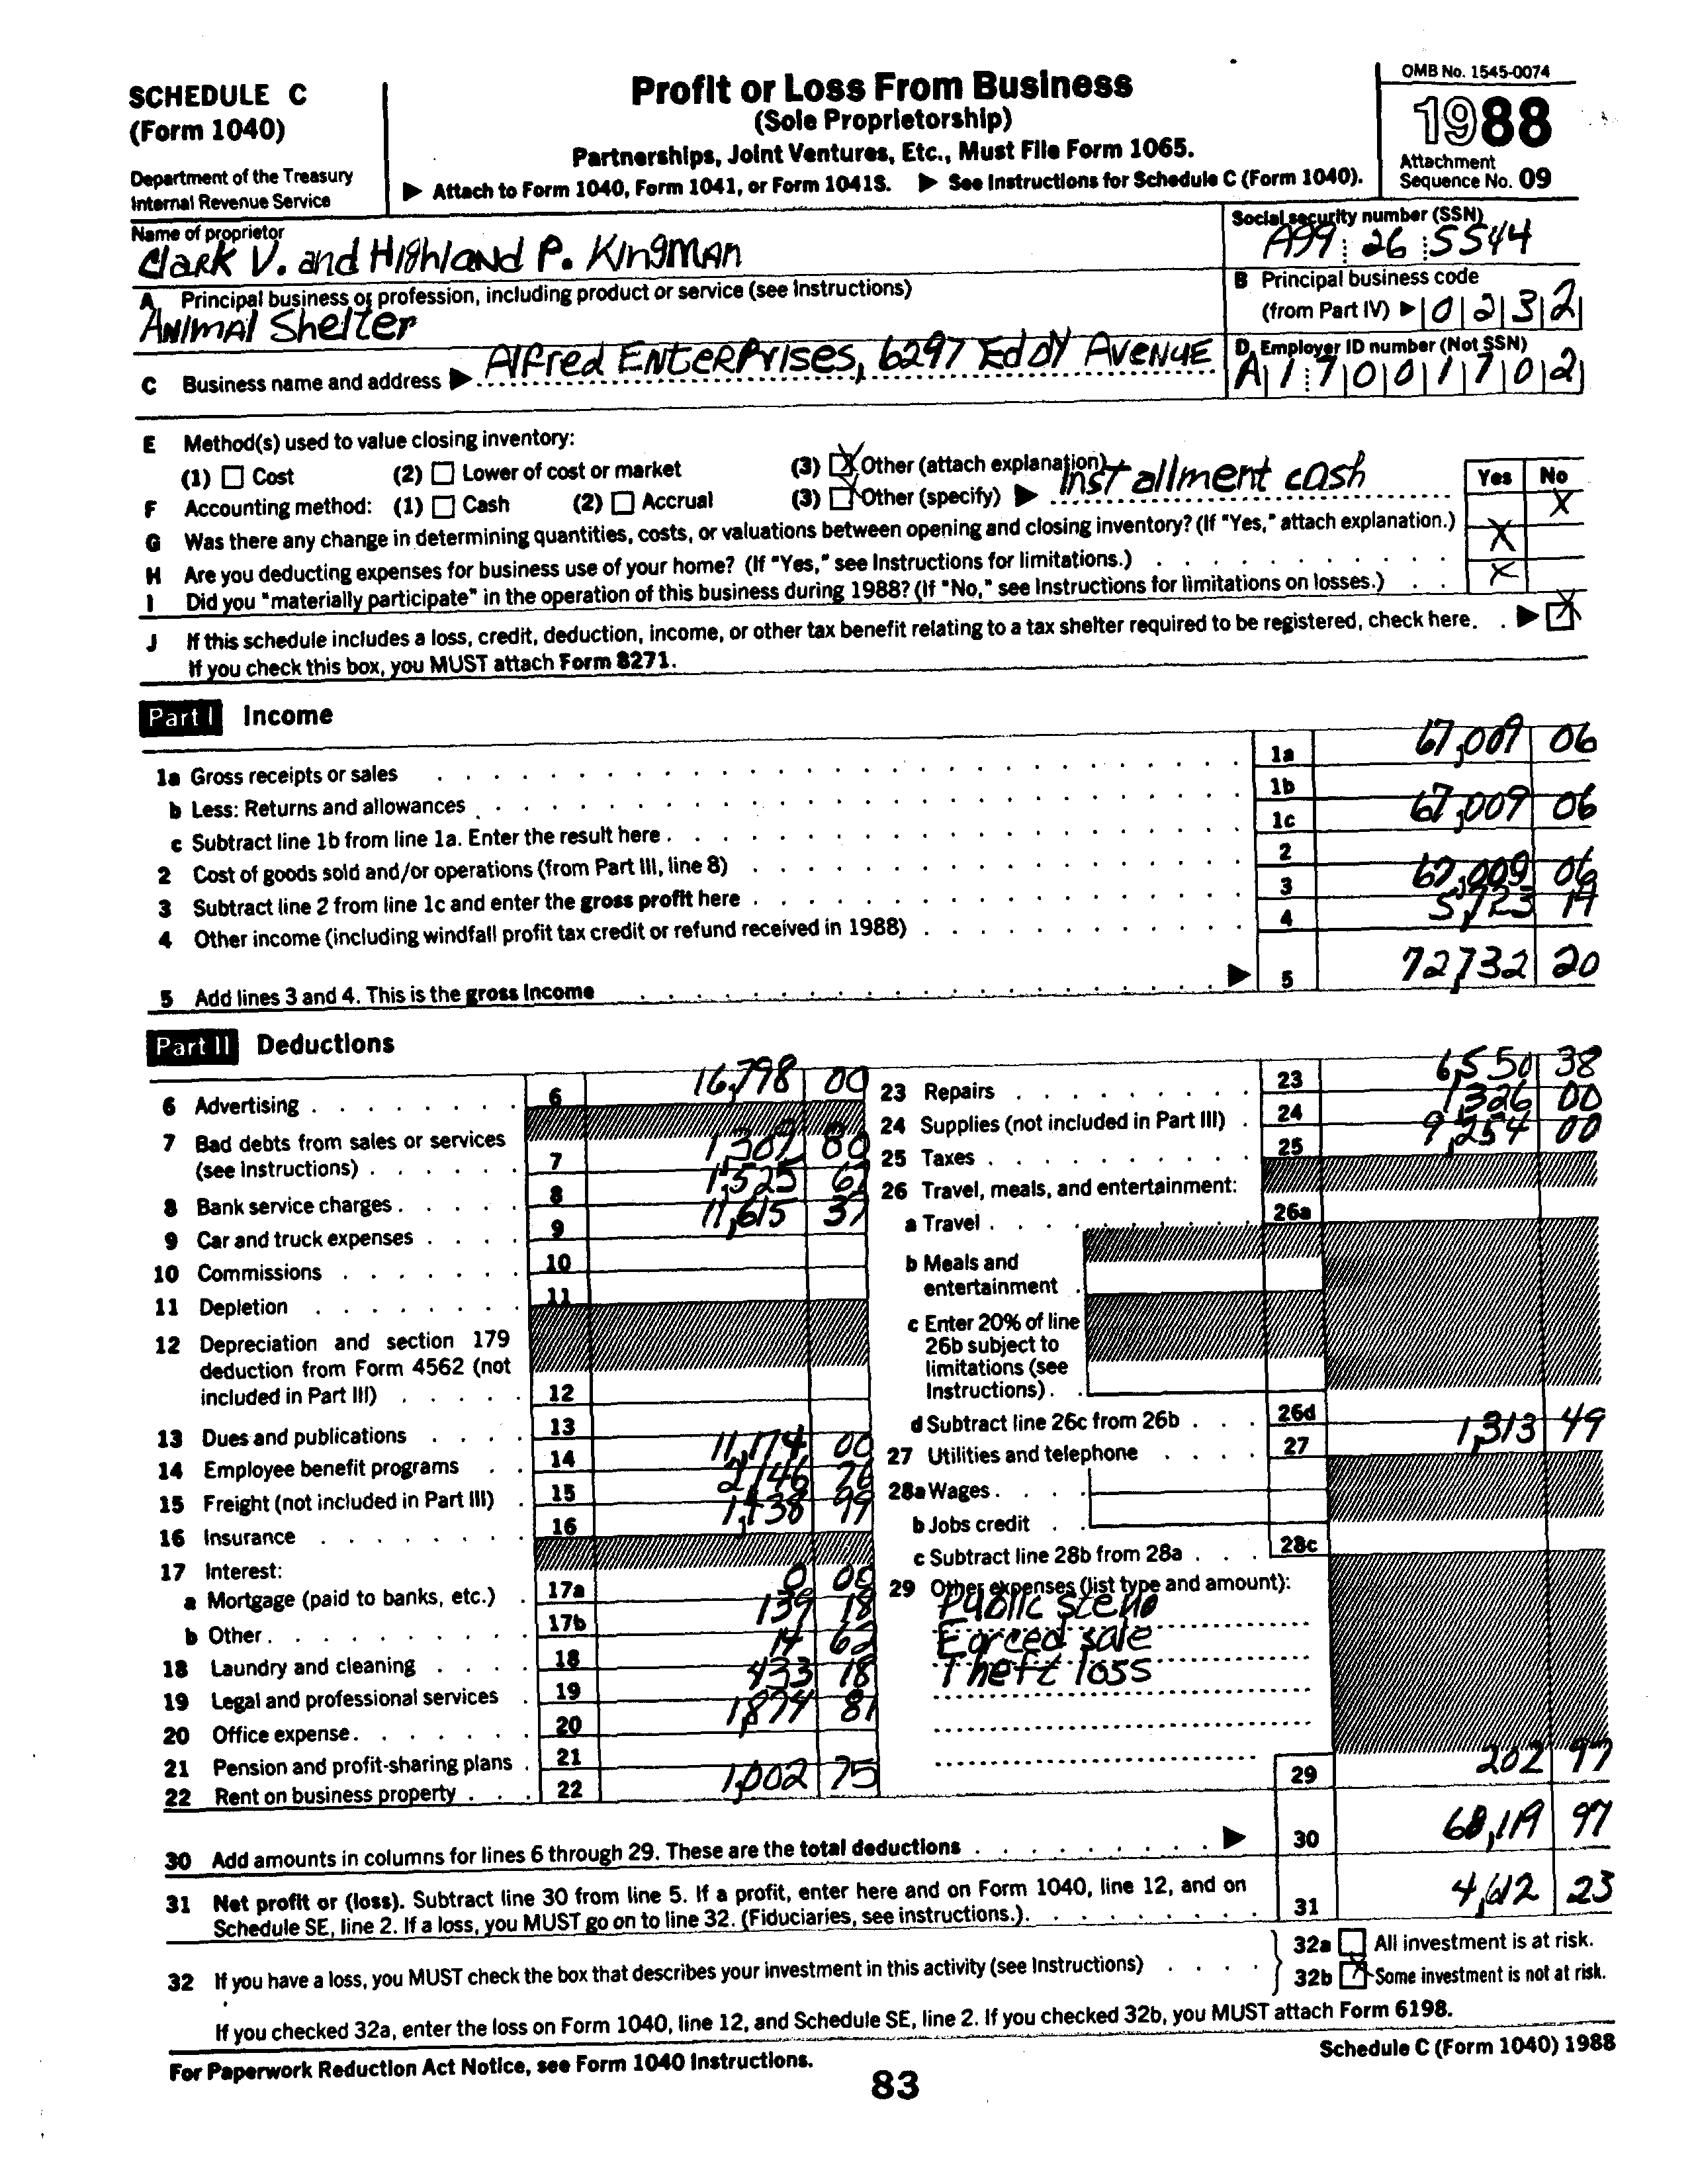 SCHEDULE C
(Form 1040)
Department of the Treasury
Internal Revenue Service
Profit or Loss From Business
(Sole Proprietorship)
Partnerships, Joint Ventures, Etc., Must File Form 1065.
▶ Attach to Form 1040, Form 1041, or Form 1041S. ▶ See Instructions for Schedule C (Form 1040).
OMB No. 1545-0074
1988
Attachment
Sequence No. 09
Name of proprietor
Clark V. and Highland P. Kingman
Social security number (SSN)
A99 26 5544
A Principal business or profession, including product or service (see Instructions)
Animal Shelter
B Principal business code
(from Part IV) ▶ 0 2 3 2
C Business name and address ▶ Alfred Enterprises, 6297 Eddy Avenue
D Employer ID number (Not SSN)
A 1 7 0 0 1 7 0 2
E Method(s) used to value closing inventory:
(1) Cost (2) Lower of cost or market (3) X Other (attach explanation)
F Accounting method: (1) Cash (2) Accrual (3) X Other (specify) ▶ Installment cash
Yes No
G Was there any change in determining quantities, costs, or valuations between opening and closing inventory? (If "Yes," attach explanation.) X
H Are you deducting expenses for business use of your home? (If "Yes," see Instructions for limitations.) X
I Did you "materially participate" in the operation of this business during 1988? (If "No," see Instructions for limitations on losses.) X
J If this schedule includes a loss, credit, deduction, income, or other tax benefit relating to a tax shelter required to be registered, check here. ▶ X
If you check this box, you MUST attach Form 8271.
Part I Income
1a Gross receipts or sales 1a 67,009 06
b Less: Returns and allowances 1b
c Subtract line 1b from line 1a. Enter the result here 1c 67,009 06
2 Cost of goods sold and/or operations (from Part III, line 8) 2
3 Subtract line 2 from line 1c and enter the gross profit here 3 67,009 06
4 Other income (including windfall profit tax credit or refund received in 1988) 4 5,723 14
5 Add lines 3 and 4. This is the gross income ▶ 5 72,732 20
Part II Deductions
6 Advertising 6 16,798 00
7 Bad debts from sales or services
(see Instructions) 7 1,307 80
8 Bank service charges 8 1,525 67
9 Car and truck expenses 9 11,615 37
10 Commissions 10
11 Depletion 11
12 Depreciation and section 179
deduction from Form 4562 (not
included in Part III) 12
13 Dues and publications 13
14 Employee benefit programs 14 11,174 00
15 Freight (not included in Part III) 15 2,146 76
16 Insurance 16 1,438 99
17 Interest:
a Mortgage (paid to banks, etc.) 17a 0 00
b Other 17b 139 18
18 Laundry and cleaning 18 14 62
19 Legal and professional services 19 433 18
20 Office expense 20 1,874 81
21 Pension and profit-sharing plans 21
22 Rent on business property 22 1,002 75
23 Repairs 23 6,550 38
24 Supplies (not included in Part III) 24 1,326 00
25 Taxes 25 9,254 00
26 Travel, meals, and entertainment:
a Travel 26a
b Meals and
entertainment
c Enter 20% of line
26b subject to
limitations (see
Instructions)
d Subtract line 26c from 26b 26d
27 Utilities and telephone 27 1,313 49
28a Wages
b Jobs credit
c Subtract line 28b from 28a 28c
29 Other expenses (list type and amount):
Public steno
Forced sale
Theft loss
29 202 97
30 Add amounts in columns for lines 6 through 29. These are the total deductions ▶ 30 68,119 97
31 Net profit or (loss). Subtract line 30 from line 5. If a profit, enter here and on Form 1040, line 12, and on
Schedule SE, line 2. If a loss, you MUST go on to line 32. (Fiduciaries, see instructions.) 31 4,612 23
32 If you have a loss, you MUST check the box that describes your investment in this activity (see Instructions)
32a All investment is at risk.
32b X Some investment is not at risk.
If you checked 32a, enter the loss on Form 1040, line 12, and Schedule SE, line 2. If you checked 32b, you MUST attach Form 6198.
For Paperwork Reduction Act Notice, see Form 1040 Instructions.
Schedule C (Form 1040) 1988
83